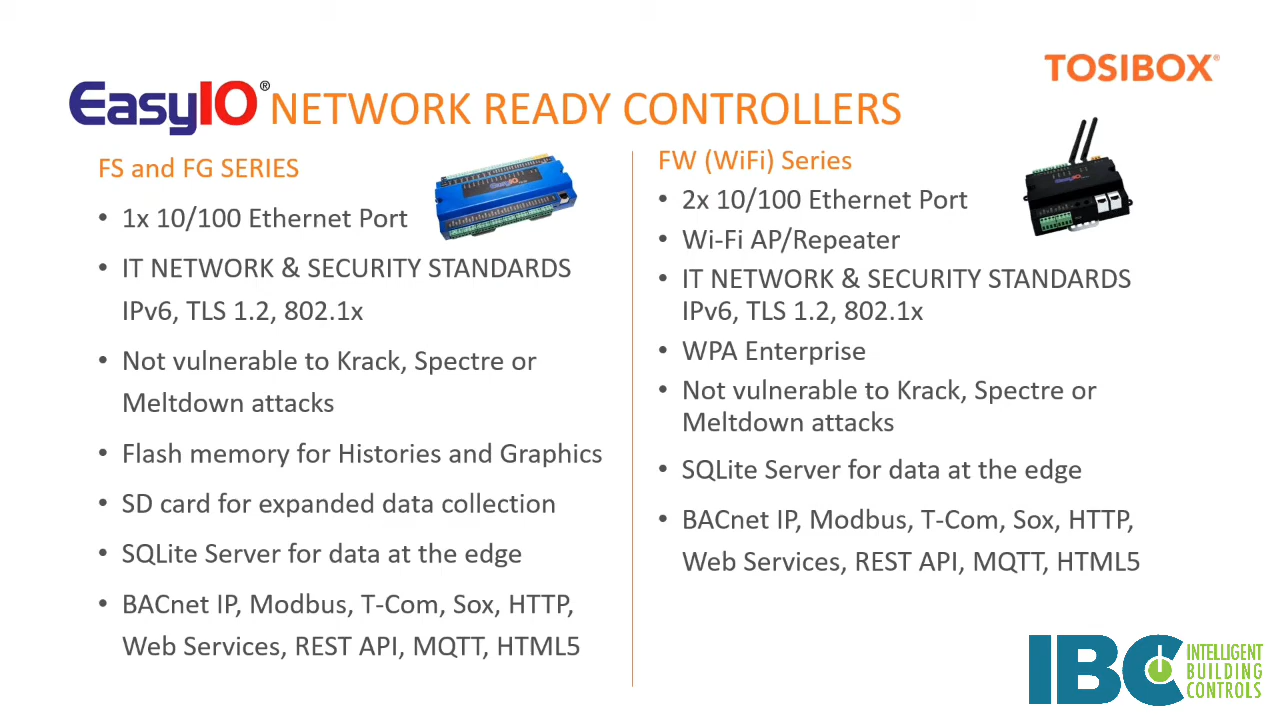 TOSIBOX®
EasyIO® NETWORK READY CONTROLLERS
FS and FG SERIES
• 1x 10/100 Ethernet Port
• IT NETWORK & SECURITY STANDARDS
IPv6, TLS 1.2, 802.1x
• Not vulnerable to Krack, Spectre or
Meltdown attacks
• Flash memory for Histories and Graphics
• SD card for expanded data collection
• SQLite Server for data at the edge
• BACnet IP, Modbus, T-Com, Sox, HTTP,
Web Services, REST API, MQTT, HTML5
EasyIO
FW (WiFi) Series
• 2x 10/100 Ethernet Port
• Wi-Fi AP/Repeater
• IT NETWORK & SECURITY STANDARDS
IPv6, TLS 1.2, 802.1x
• WPA Enterprise
• Not vulnerable to Krack, Spectre or
Meltdown attacks
• SQLite Server for data at the edge
• BACnet IP, Modbus, T-Com, Sox, HTTP,
Web Services, REST API, MQTT, HTML5
EasyIO
IBC INTELLIGENT
BUILDING
CONTROLS